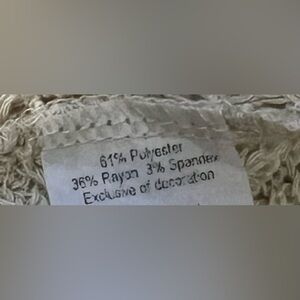 61% Polyester
36% Rayon 3% Spandex
Exclusive of decoration